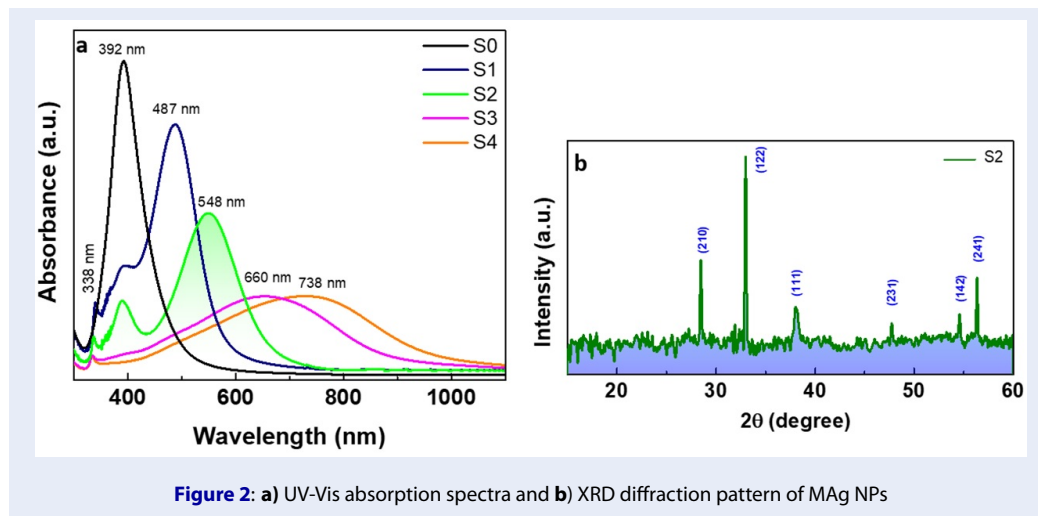 a
392 nm
487 nm
548 nm
660 nm
738 nm
338 nm
S0
S1
S2
S3
S4
Absorbance (a.u.)
400
600
800
1000
Wavelength (nm)
b
S2
(122)
(210)
(111)
(231)
(142)
(241)
Intensity (a.u.)
20
30
40
50
60
2θ (degree)
Figure 2: a) UV-Vis absorption spectra and b) XRD diffraction pattern of MAg NPs